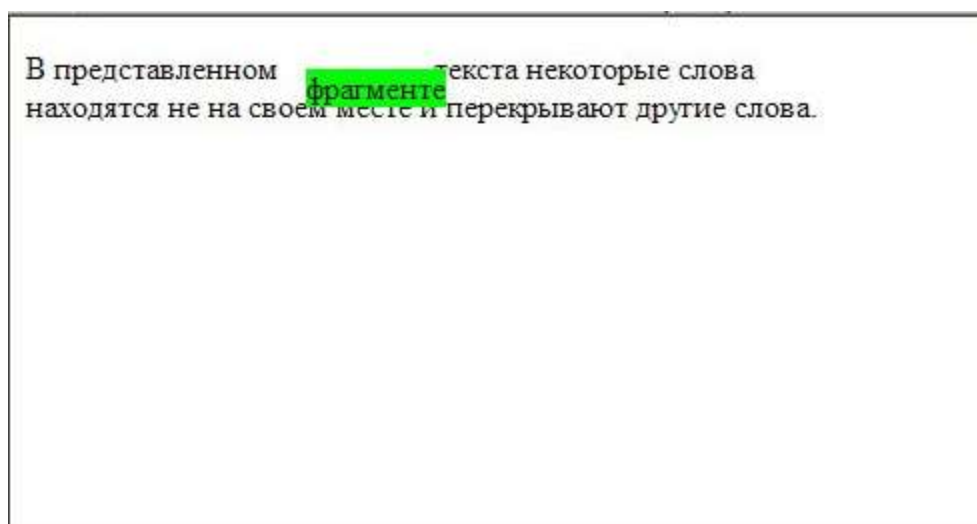 В представленном фрагменте текста некоторые слова
находятся не на своем месте и перекрывают другие слова.